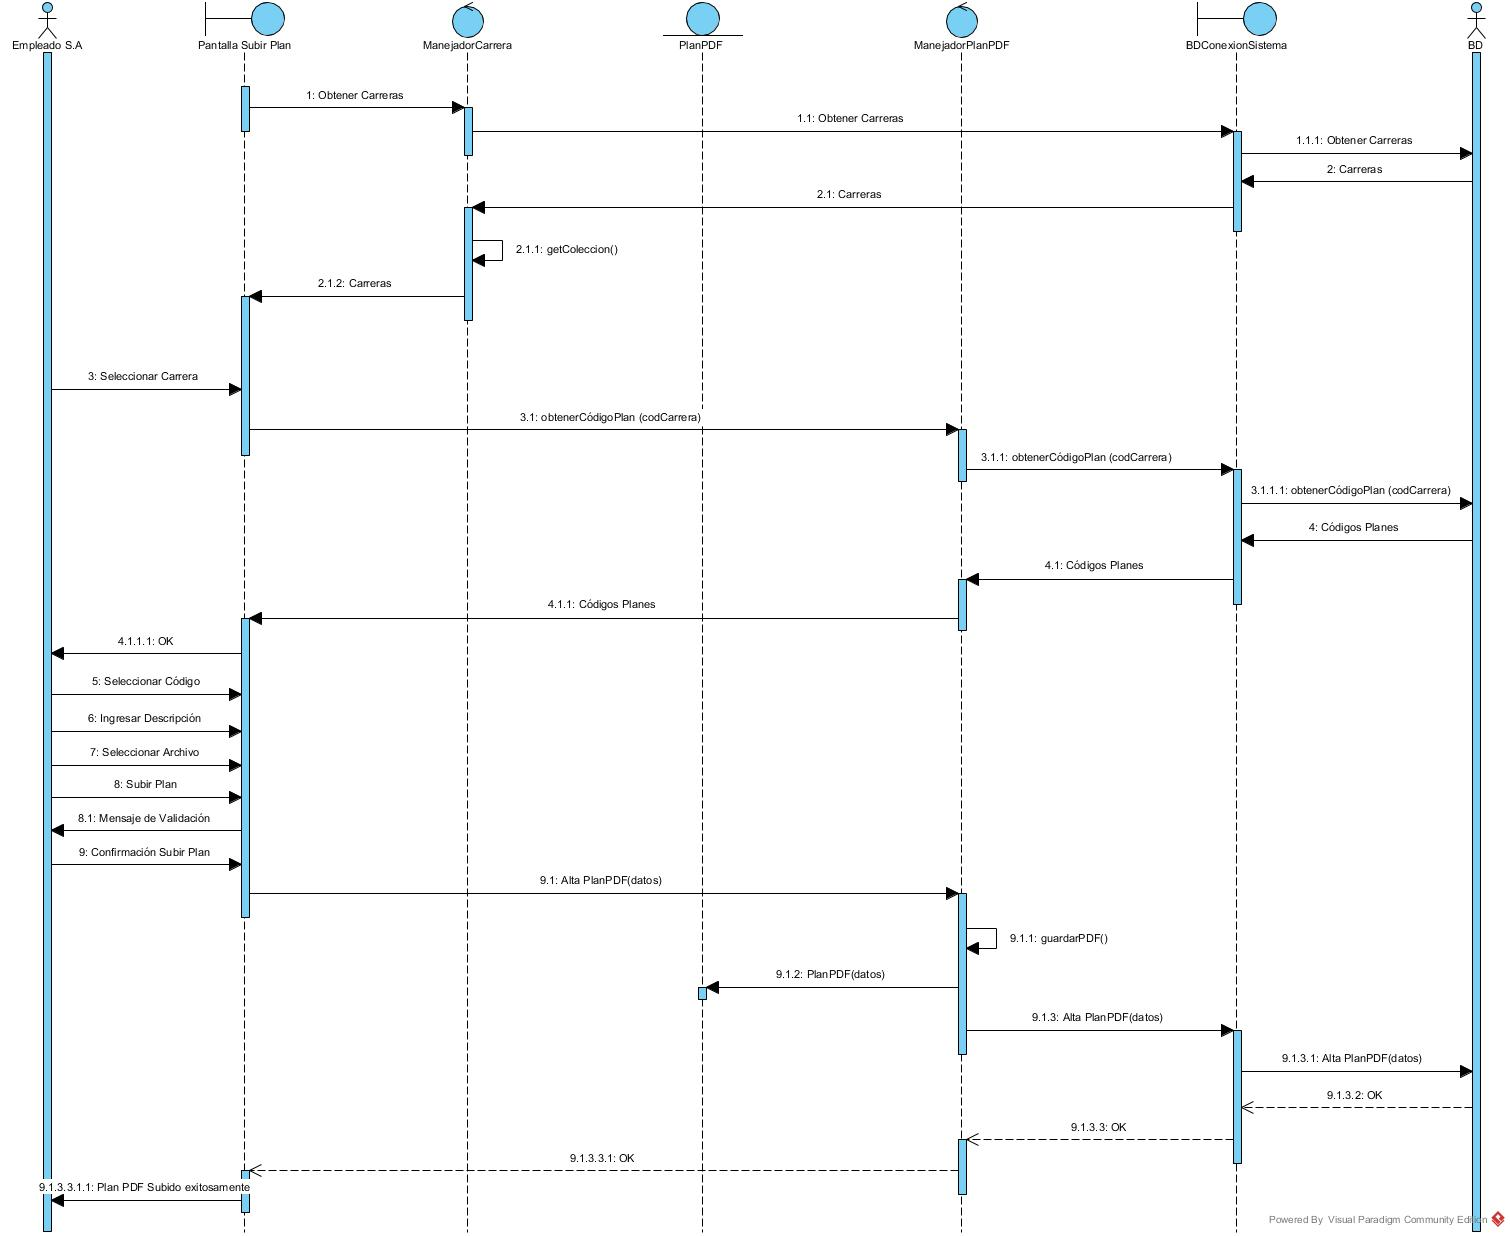 Empleado S.A
Pantalla Subir Plan
ManejadorCarrera
PlanPDF
ManejadorPlanPDF
BDConexionSistema
BD
1: Obtener Carreras
1.1: Obtener Carreras
1.1.1: Obtener Carreras
2: Carreras
2.1: Carreras
2.1.1: getColeccion()
2.1.2: Carreras
3: Seleccionar Carrera
3.1: obtenerCódigoPlan (codCarrera)
3.1.1: obtenerCódigoPlan (codCarrera)
3.1.1.1: obtenerCódigoPlan (codCarrera)
4: Códigos Planes
4.1: Códigos Planes
4.1.1: Códigos Planes
4.1.1.1: OK
5: Seleccionar Código
6: Ingresar Descripción
7: Seleccionar Archivo
8: Subir Plan
8.1: Mensaje de Validación
9: Confirmación Subir Plan
9.1: Alta PlanPDF(datos)
9.1.1: guardarPDF()
9.1.2: PlanPDF(datos)
9.1.3: Alta PlanPDF(datos)
9.1.3.1: Alta PlanPDF(datos)
9.1.3.2: OK
9.1.3.3: OK
9.1.3.3.1: OK
9.1.3.3.1.1: Plan PDF Subido exitosamente
Powered By Visual Paradigm Community Edition